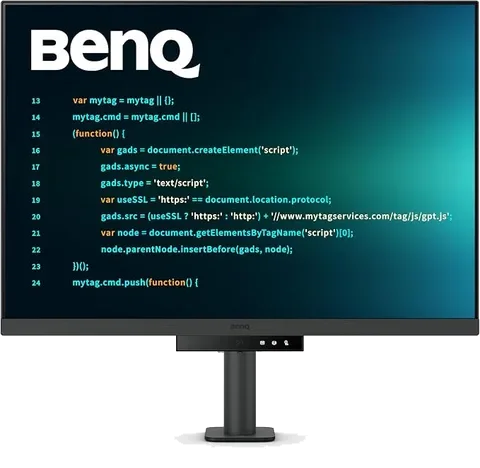 BenQ
13 var mytag = mytag || {};
14 mytag.cmd = mytag.cmd || [];
15 (function() {
16 var gads = document.createElement('script');
17 gads.async = true;
18 gads.type = 'text/script';
19 var useSSL = 'https:' == document.location.protocol;
20 gads.src = (useSSL ? 'https:' : 'http:') + '//www.mytagservices.com/tag/js/gpt.js';
21 var node = document.getElementsByTagName('script')[0];
22 node.parentNode.insertBefore(gads, node);
23 })();
24 mytag.cmd.push(function() {
BenQ